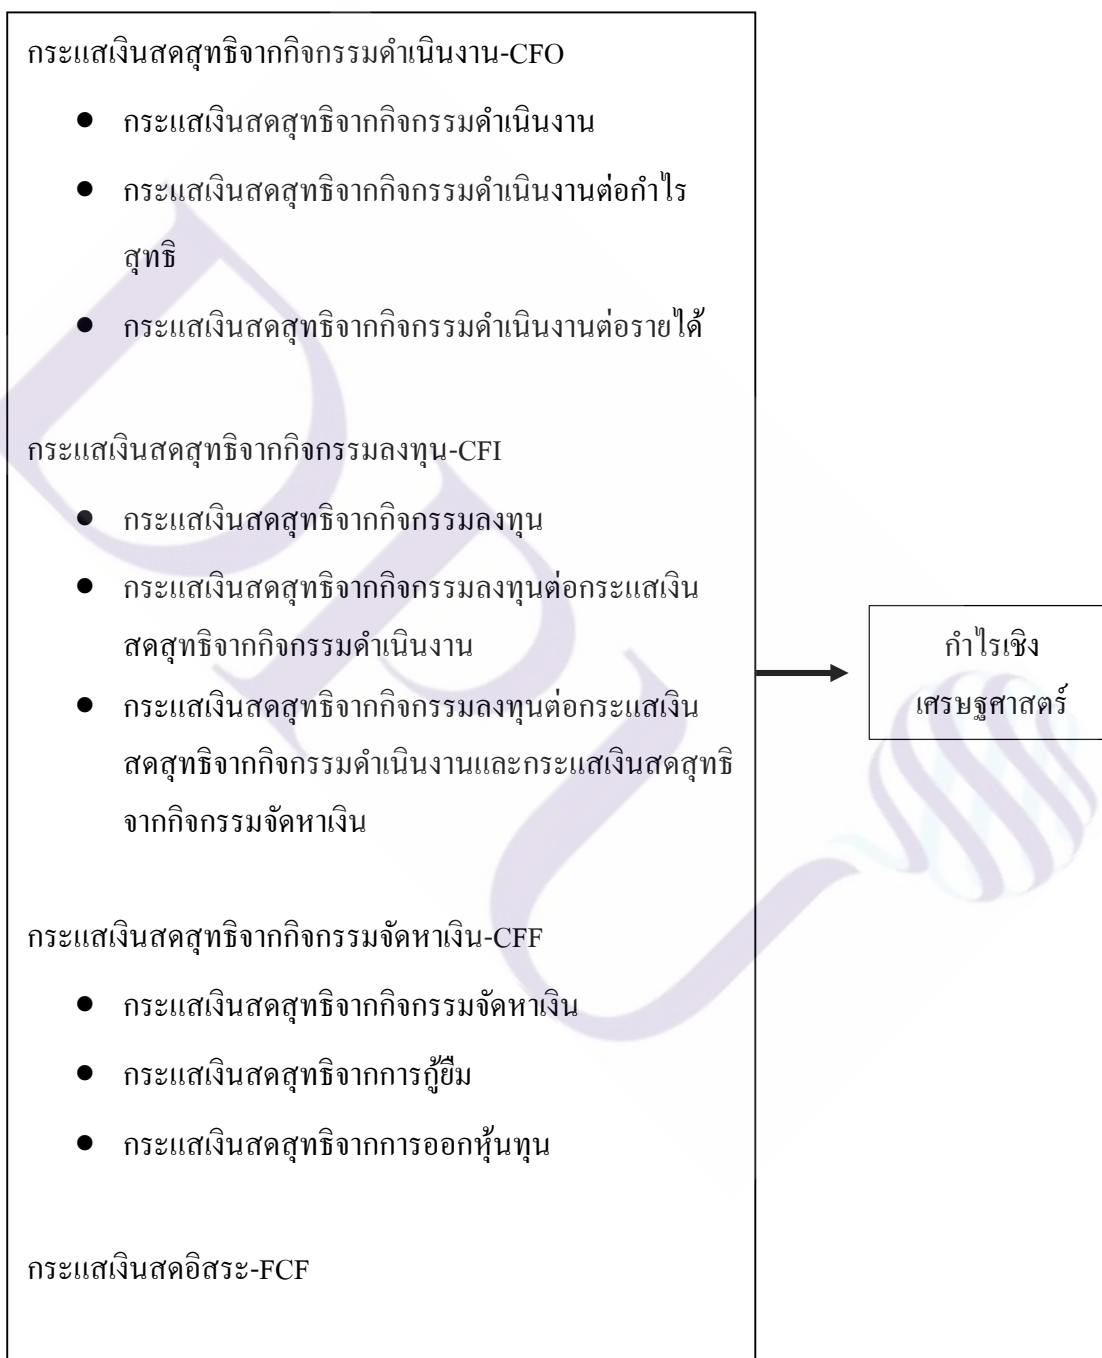 กระแสเงินสดสุทธิจากกิจกรรมดำเนินงาน-CFO
● กระแสเงินสดสุทธิจากกิจกรรมดำเนินงาน
● กระแสเงินสดสุทธิจากกิจกรรมดำเนินงานต่อกำไร
สุทธิ
● กระแสเงินสดสุทธิจากกิจกรรมดำเนินงานต่อรายได้
กระแสเงินสดสุทธิจากกิจกรรมลงทุน-CFI
● กระแสเงินสดสุทธิจากกิจกรรมลงทุน
● กระแสเงินสดสุทธิจากกิจกรรมลงทุนต่อกระแสเงิน
สดสุทธิจากกิจกรรมดำเนินงาน
● กระแสเงินสดสุทธิจากกิจกรรมลงทุนต่อกระแสเงิน
สดสุทธิจากกิจกรรมดำเนินงานและกระแสเงินสดสุทธิ
จากกิจกรรมจัดหาเงิน
กระแสเงินสดสุทธิจากกิจกรรมจัดหาเงิน-CFF
● กระแสเงินสดสุทธิจากกิจกรรมจัดหาเงิน
● กระแสเงินสดสุทธิจากการกู้ยืม
● กระแสเงินสดสุทธิจากการออกหุ้นทุน
กระแสเงินสดอิสระ-FCF
กำไรเชิง
เศรษฐศาสตร์
DPU